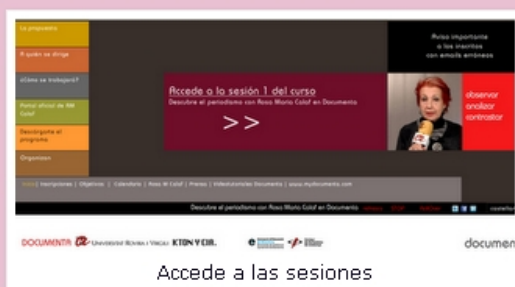 La propuesta
A quién se dirige
¿Cómo se trabajará?
Portal oficial de RM
Calaf
Descárgate el
programa
Organizan
Aviso importante
a los inscritos
con emails erróneos
Accede a la sesión 1 del curso
Descubre el periodismo con Rosa María Calaf en Documenta
>>
observar
analizar
contrastar
| Inscripciones | Objetivos | Calendario | Rosa M Calaf | Prensa | Videotutoriales Documenta | www.mydocumenta.com
Descubre el periodismo con Rosa María Calaf en Documenta
DOCUMENTA UNIVERSITAT ROVIRA I VIRGILI KTON Y CIA.
documen
Accede a las sesiones